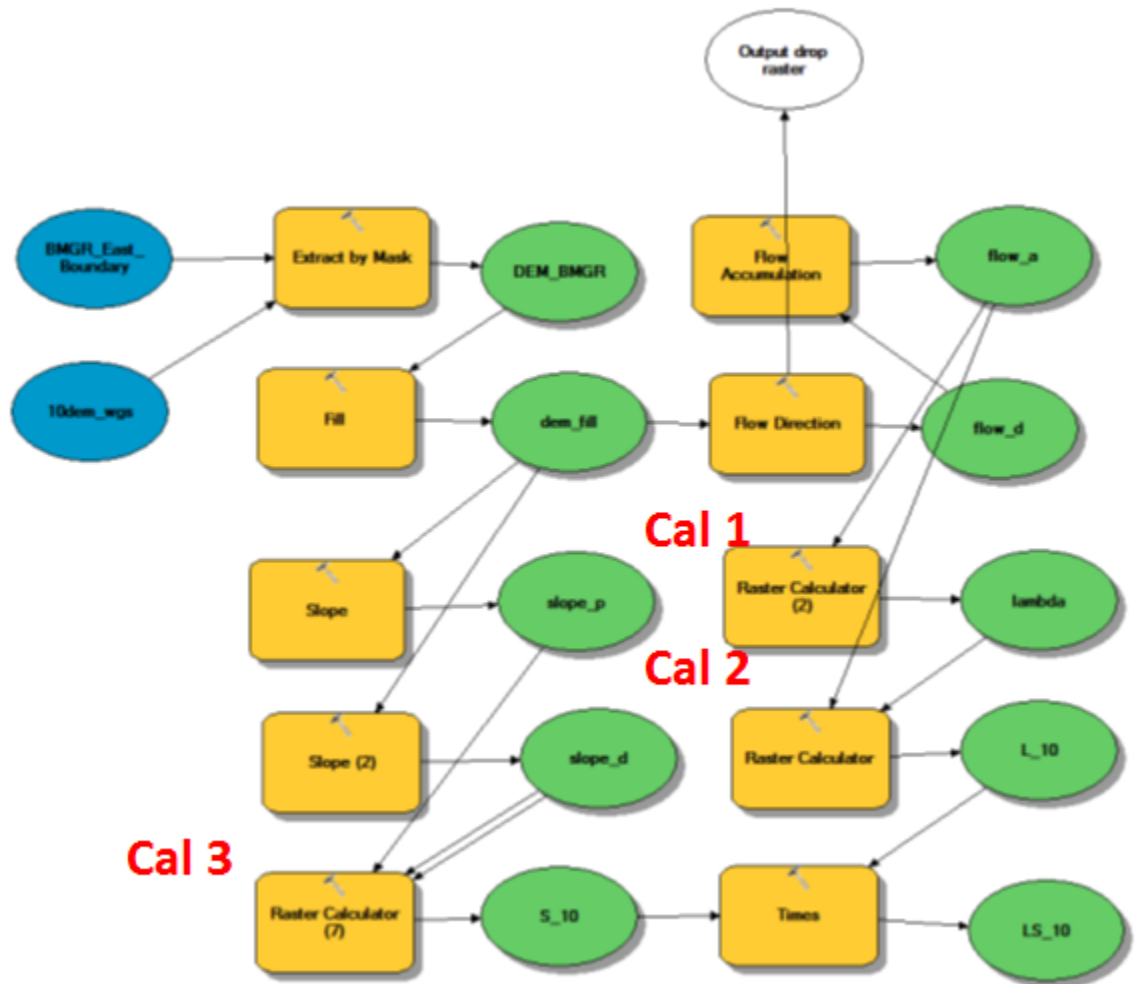 Output drop
raster
BMGR_East_
Boundary
Extract by Mask
DEM_BMGR
Flow
Accumulation
flow_a
10dem_wgs
Fill
dem_fill
Flow Direction
flow_d
Cal 1
Slope
slope_p
Raster Calculator
(2)
lambda
Cal 2
Slope (2)
slope_d
Raster Calculator
L_10
Cal 3
Raster Calculator
(7)
S_10
Times
LS_10